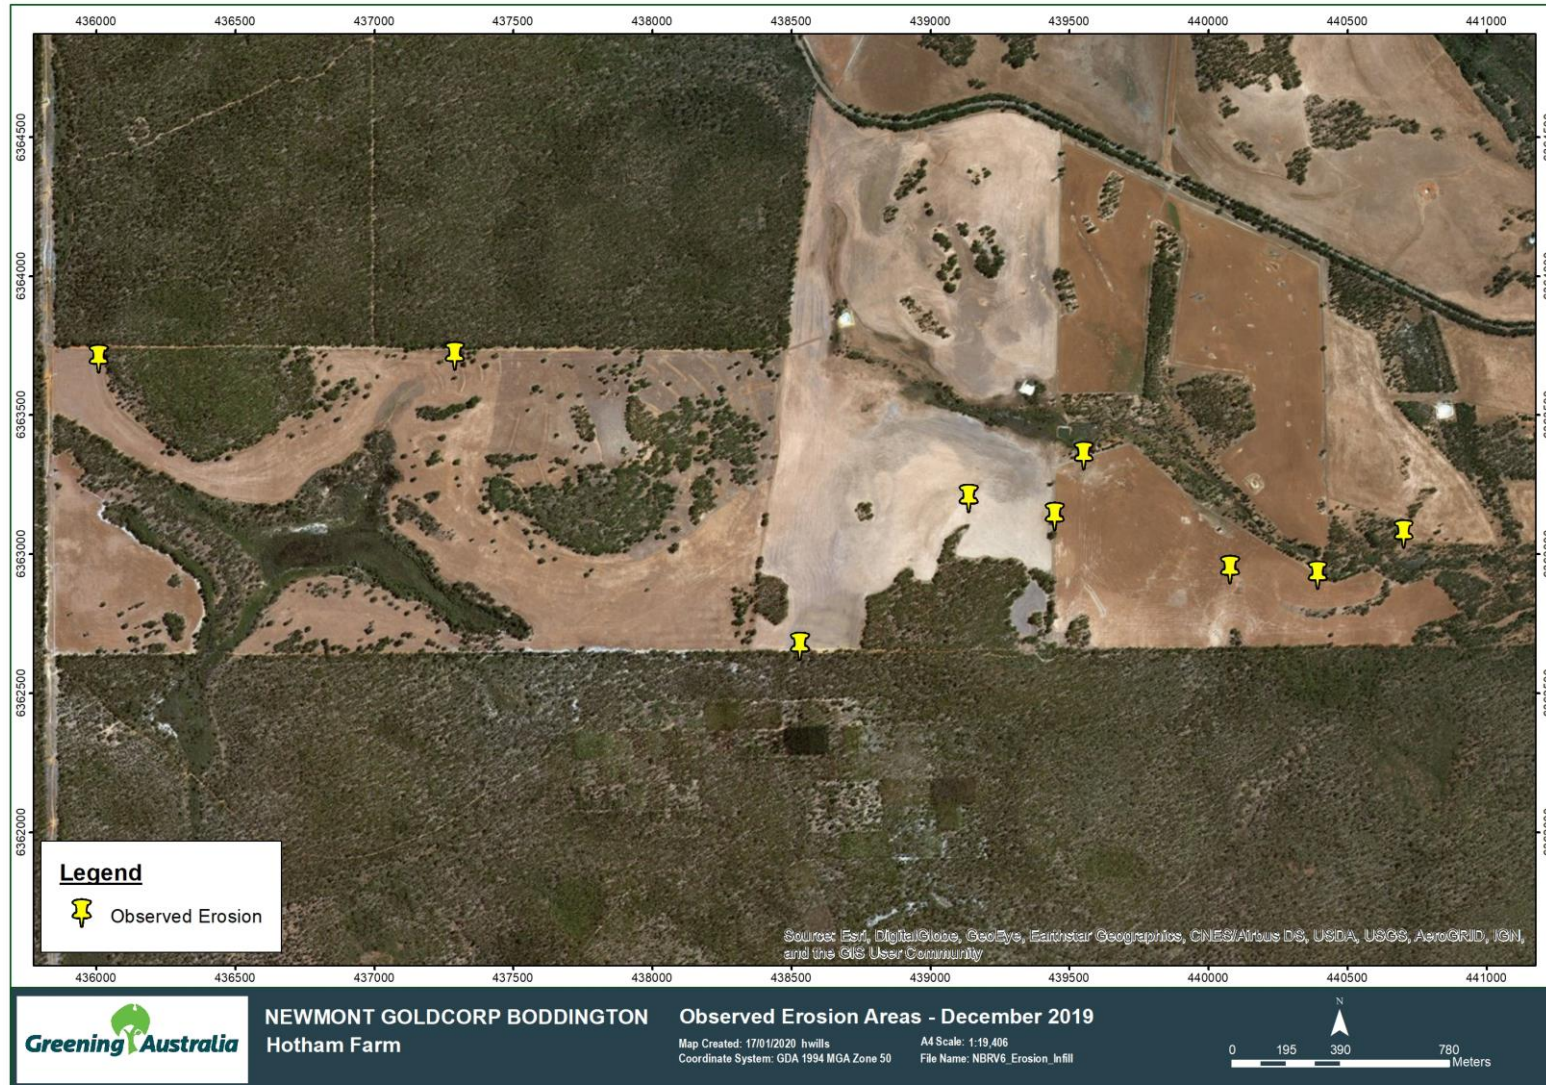 436000 436500 437000 437500 438000 438500 439000 439500 440000 440500 441000
6364500
6364000
6363500
6363000
6362500
6362000
Legend
Observed Erosion
Source: Esri, DigitalGlobe, GeoEye, Earthstar Geographics, CNES/Airbus DS, USDA, USGS, AeroGRID, IGN,
and the GIS User Community
436000 436500 437000 437500 438000 438500 439000 439500 440000 440500 441000
Greening Australia
NEWMONT GOLDCORP BODDINGTON
Hotham Farm
Observed Erosion Areas - December 2019
Map Created: 17/01/2020 hwills
Coordinate System: GDA 1994 MGA Zone 50
A4 Scale: 1:19,406
File Name: NBRV6_Erosion_Infill
N
0 195 390 780
Meters